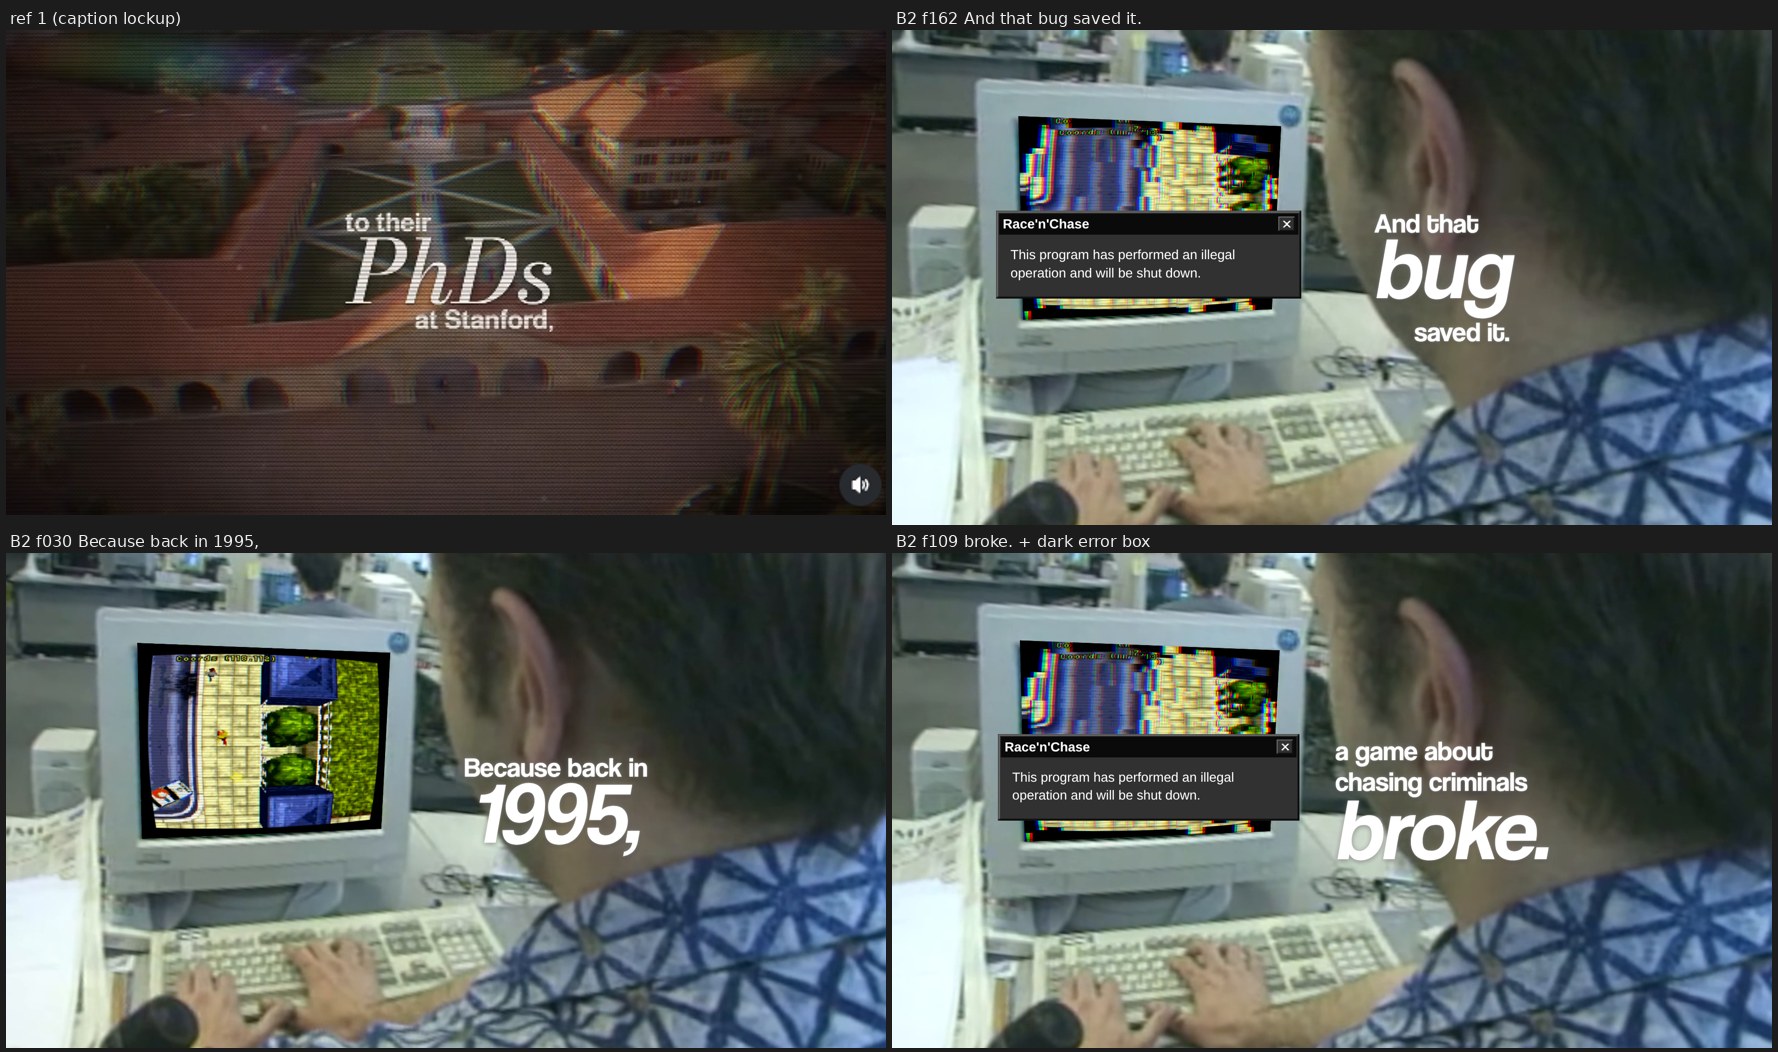 ref 1 (caption lockup)
to their
PhDs
at Stanford,
B2 f162 And that bug saved it.
Race'n'Chase
This program has performed an illegal
operation and will be shut down.
And that
bug
saved it.
B2 f030 Because back in 1995,
Because back in
1995,
B2 f109 broke. + dark error box
Race'n'Chase
This program has performed an illegal
operation and will be shut down.
a game about
chasing criminals
broke.